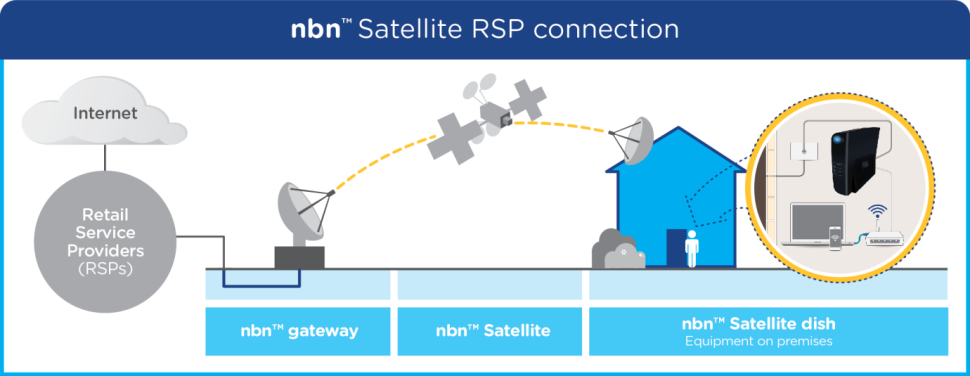 nbn™ Satellite RSP connection
Internet
Retail
Service
Providers
(RSPs)
nbn™ gateway
nbn™ Satellite
nbn™ Satellite dish
Equipment on premises